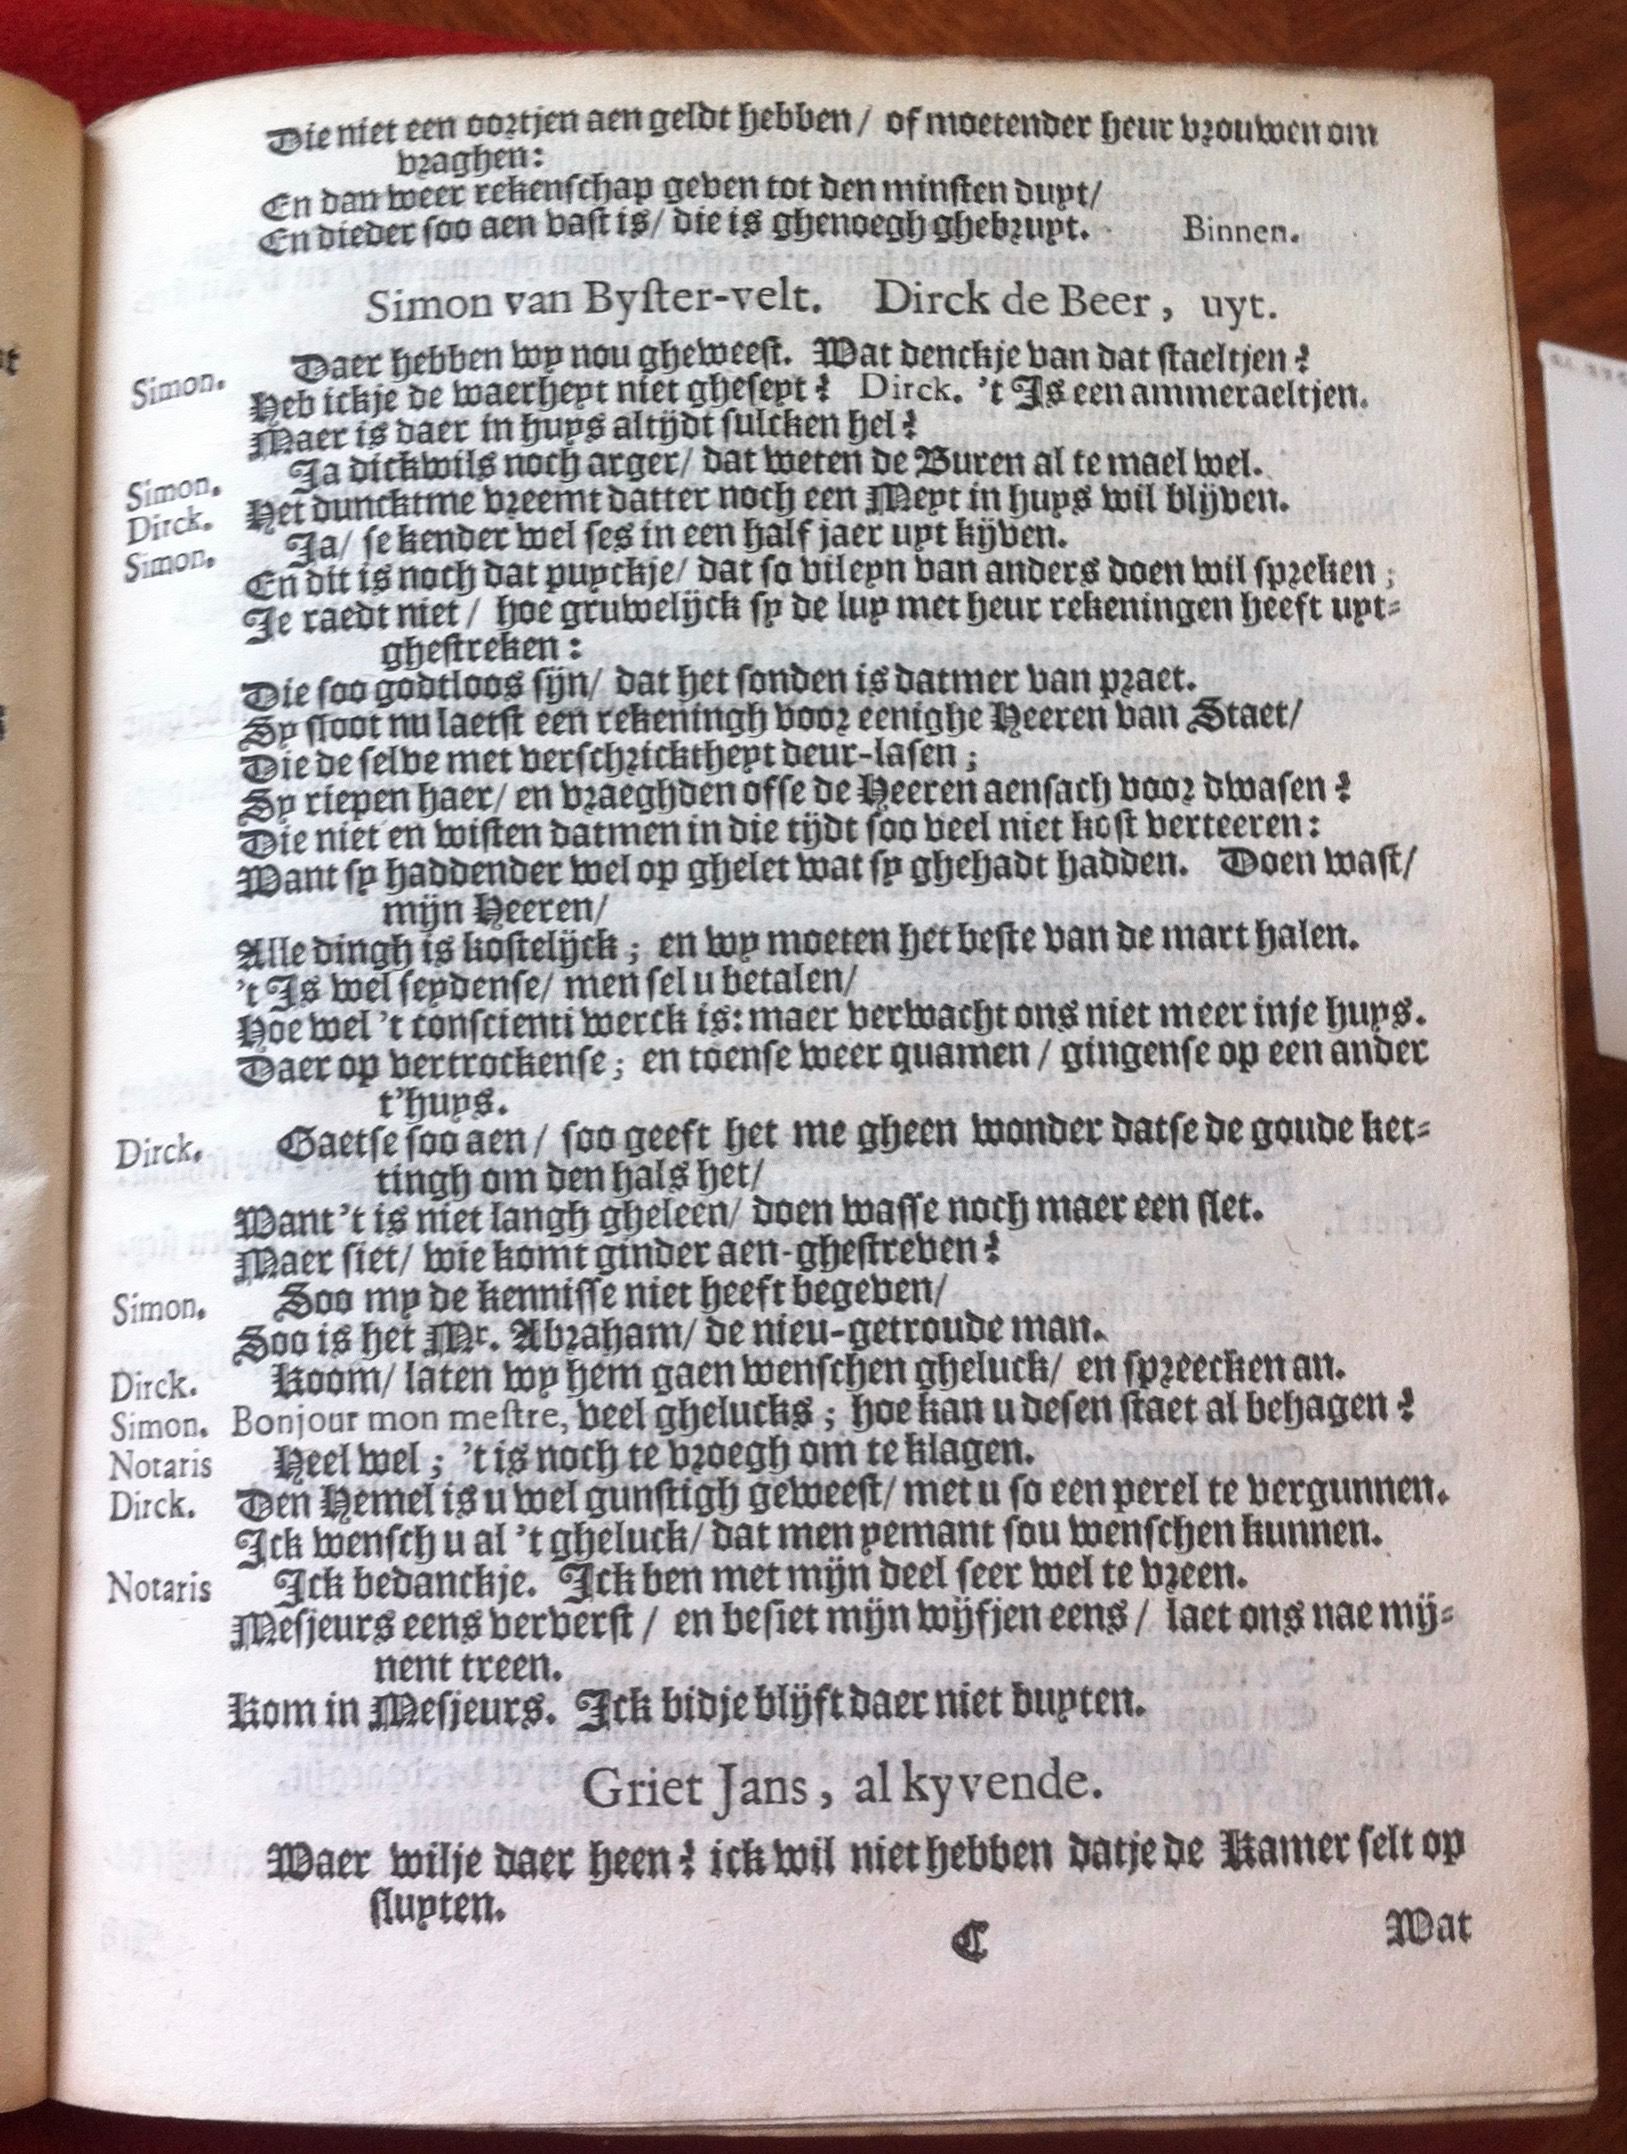 Die niet een oortjen aen geldt hebben/ of moetender heur vrouwen om
vraghen:
En dan weer rekenschap geven tot den minsten duyt/
En dieder soo aen vast is/ die is ghenoegh ghebruyt. Binnen.
Simon van Byster-velt. Dirck de Beer, uyt.
Simon. Daer hebben wy nou gheweest. Wat denckje van dat staeltjen?
Heb ickje de waerheyt niet gheseyt? Dirck. 't Is een ammeraeltjen.
Maer is daer in huys altijdt sulcken hel?
Simon. Ja dickwils noch arger/ dat weten de Buren al te mael wel.
Dirck. Het duncktme vreemt datter noch een Meyt in huys wil blijven.
Simon. Ja/ se kender wel ses in een half jaer uyt kijven.
En dit is noch dat puyckje/ dat so vileyn van anders doen wil spreken;
Je raedt niet/ hoe gruwelijck sy de luy met heur rekeningen heeft uyt-
ghestreken:
Die soo godtloos sijn/ dat het sonden is datmer van praet.
Sy sloot nu laetst een rekeningh voor eenighe Heeren van Staet/
Die de selve met verschricktheyt deur-lasen;
Sy riepen haer/ en vraeghden offe de Heeren aensach voor dwasen?
Die niet en wisten datmen in die tijdt soo veel niet kost verteeren:
Want sy haddender wel op ghelet wat sy ghehadt hadden. Doen wast/
mijn Heeren/
Alle dingh is kostelijck; en wy moeten het beste van de mart halen.
't Is wel seydense/ men sel u betalen/
Hoe wel 't conscienti werck is: maer verwacht ons niet meer inje huys.
Daer op vertrockense; en toense weer quamen/ gingense op een ander
t'huys.
Dirck. Gaetse soo aen/ soo geeft het me gheen wonder datse de goude ket-
tingh om den hals het/
Want 't is niet langh gheleen/ doen wasse noch maer een slet.
Maer siet/ wie komt ginder aen-ghestreven?
Simon. Soo my de kennisse niet heeft begeven/
Soo is het Mr. Abraham/ de nieu-getroude man.
Dirck. Koom/ laten wy hem gaen wenschen gheluck/ en spreecken an.
Simon. Bonjour mon mestre, veel ghelucks; hoe kan u desen staet al behagen?
Notaris Heel wel; 't is noch te vroegh om te klagen.
Dirck. Den Hemel is u wel gunstigh geweest/ met u so een perel te vergunnen.
Ick wensch u al 't gheluck/ dat men yemant sou wenschen kunnen.
Notaris Ick bedanckje. Ick ben met mijn deel seer wel te vreen.
Mesjeurs eens ververst/ en besiet mijn wijfjen eens/ laet ons nae mij-
nent treen.
Kom in Mesjeurs. Ick bidje blijft daer niet buyten.
Griet Jans, al kyvende.
Waer wilje daer heen? ick wil niet hebben datje de Kamer selt op
sluyten.
C Wat